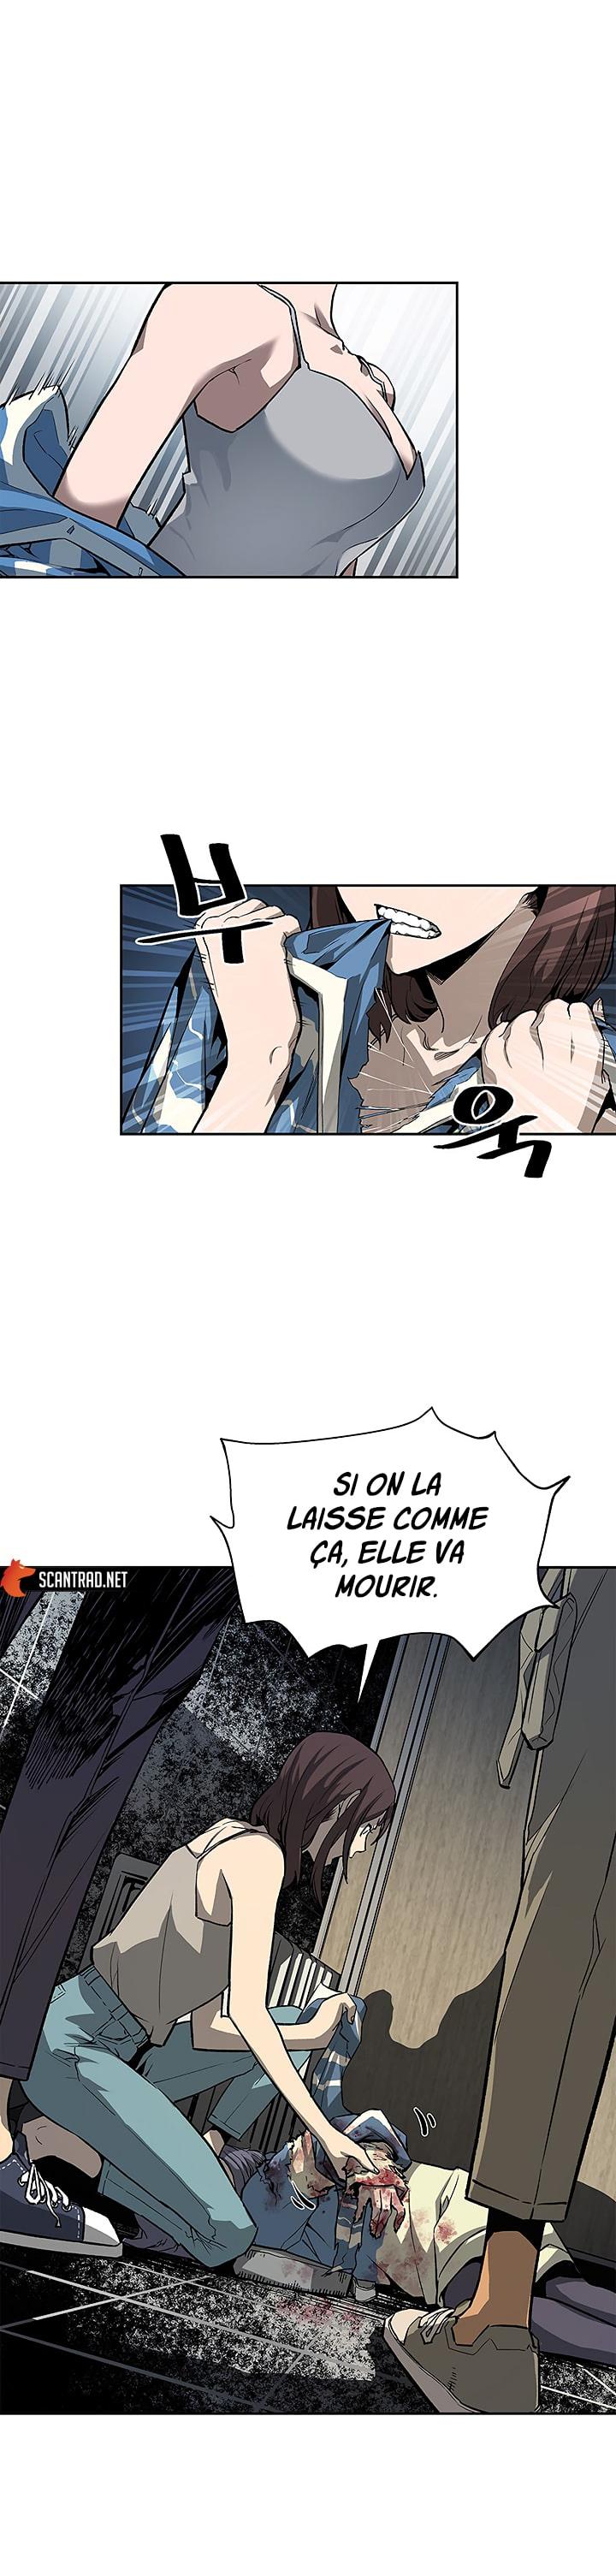 부
욱
SI ON LA
LAISSE COMME
ÇA, ELLE VA
MOURIR.
SCANTRAD.NET